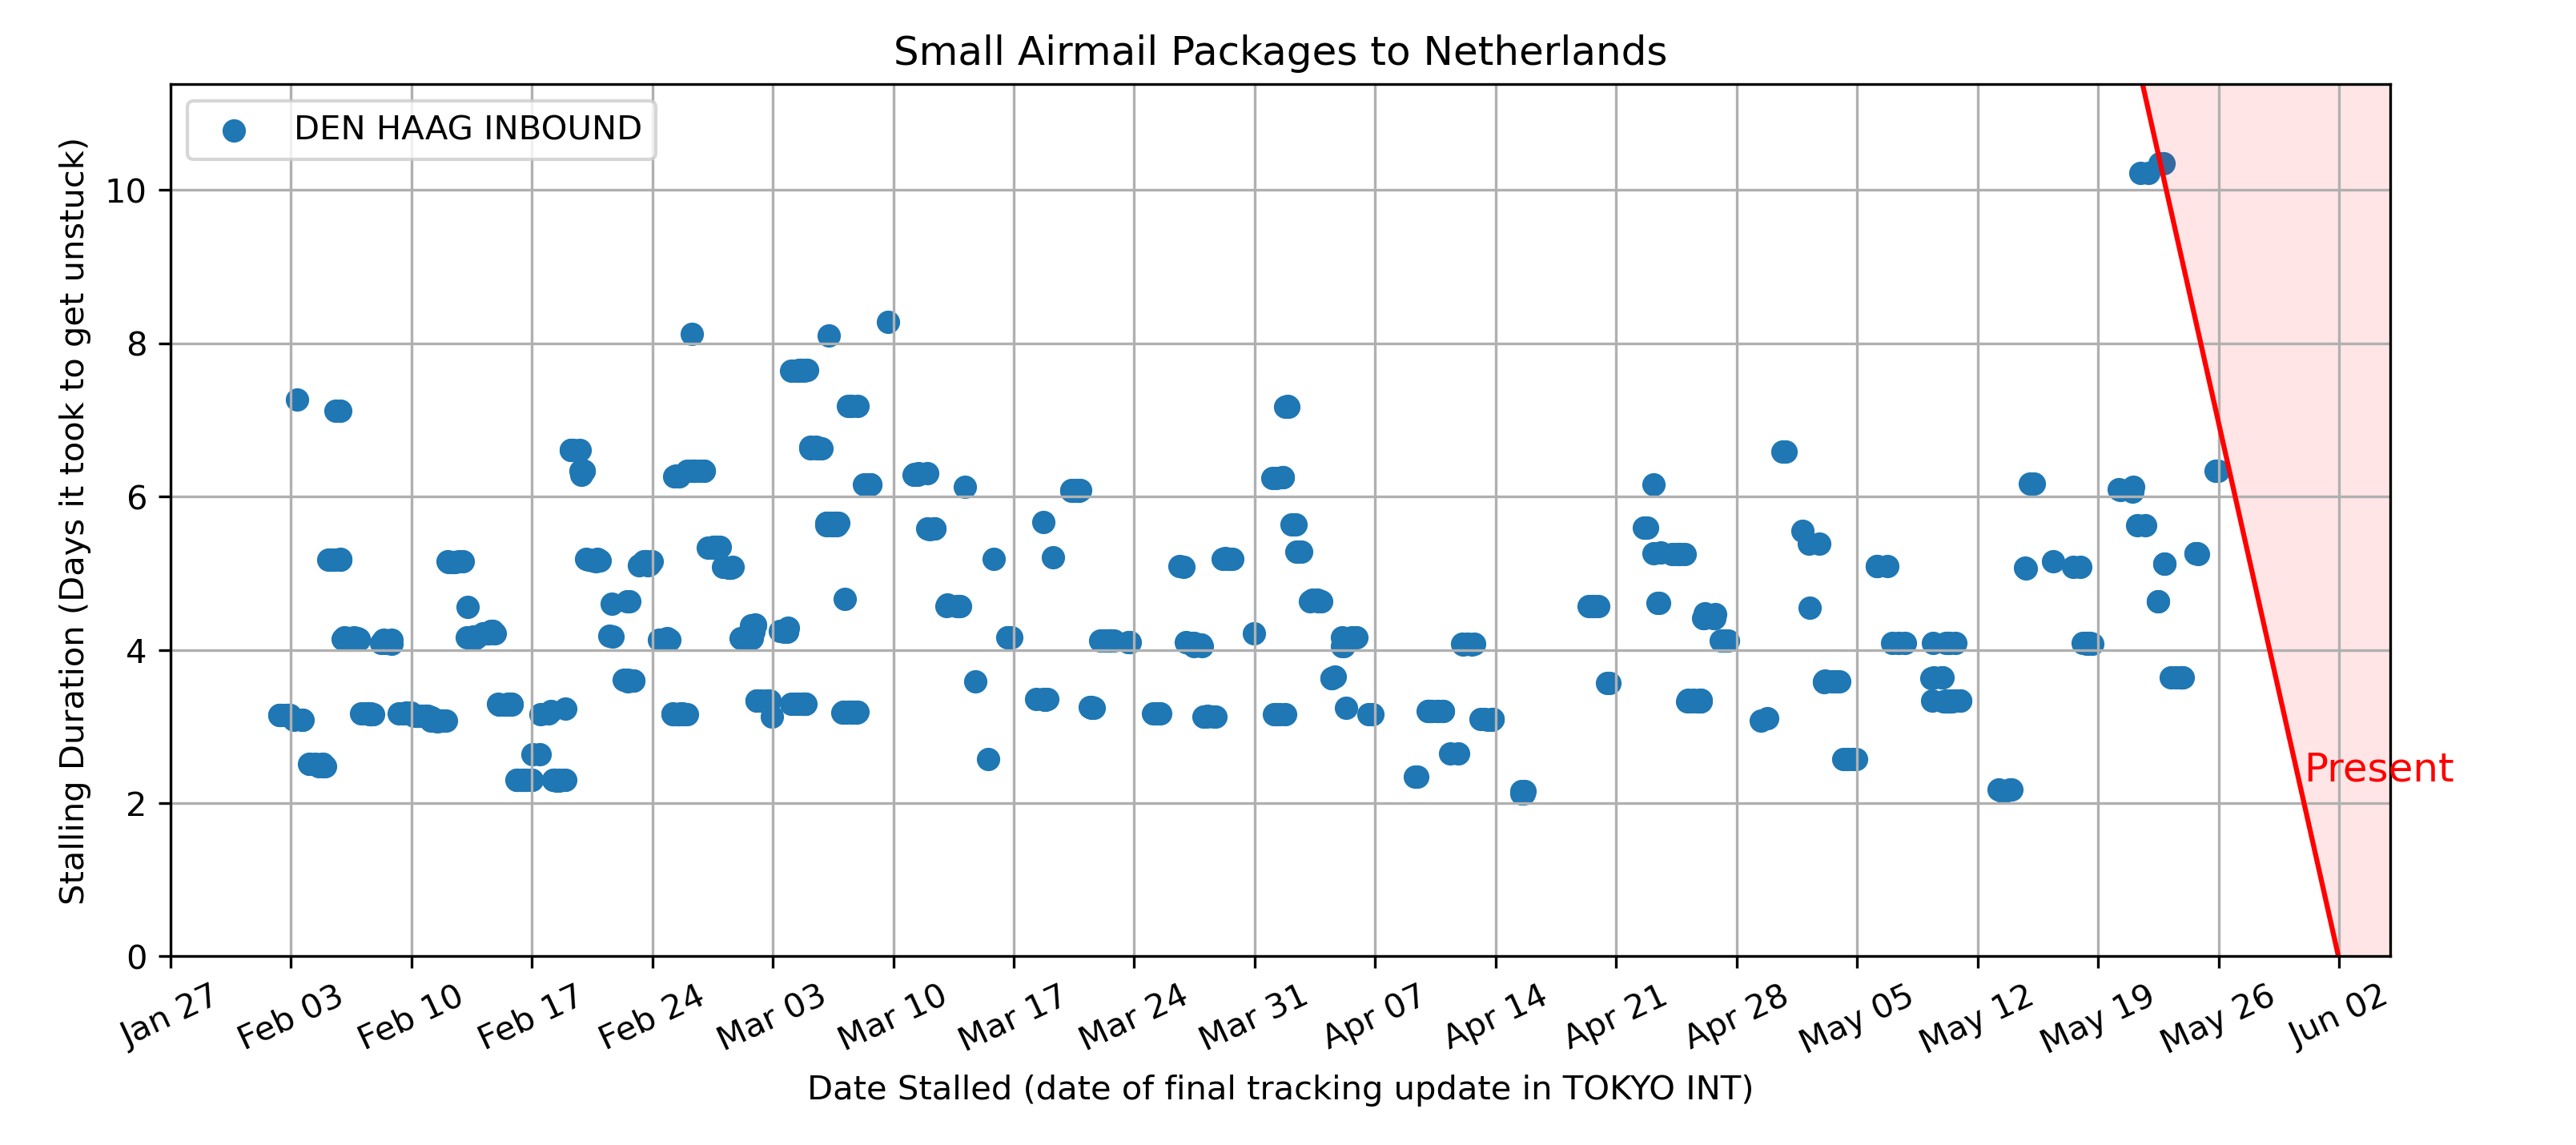 Small Airmail Packages to Netherlands
DEN HAAG INBOUND
Stalling Duration (Days it took to get unstuck)
10
8
6
4
2
0
Present
Jan 27
Feb 03
Feb 10
Feb 17
Feb 24
Mar 03
Mar 10
Mar 17
Mar 24
Mar 31
Apr 07
Apr 14
Apr 21
Apr 28
May 05
May 12
May 19
May 26
Jun 02
Date Stalled (date of final tracking update in TOKYO INT)